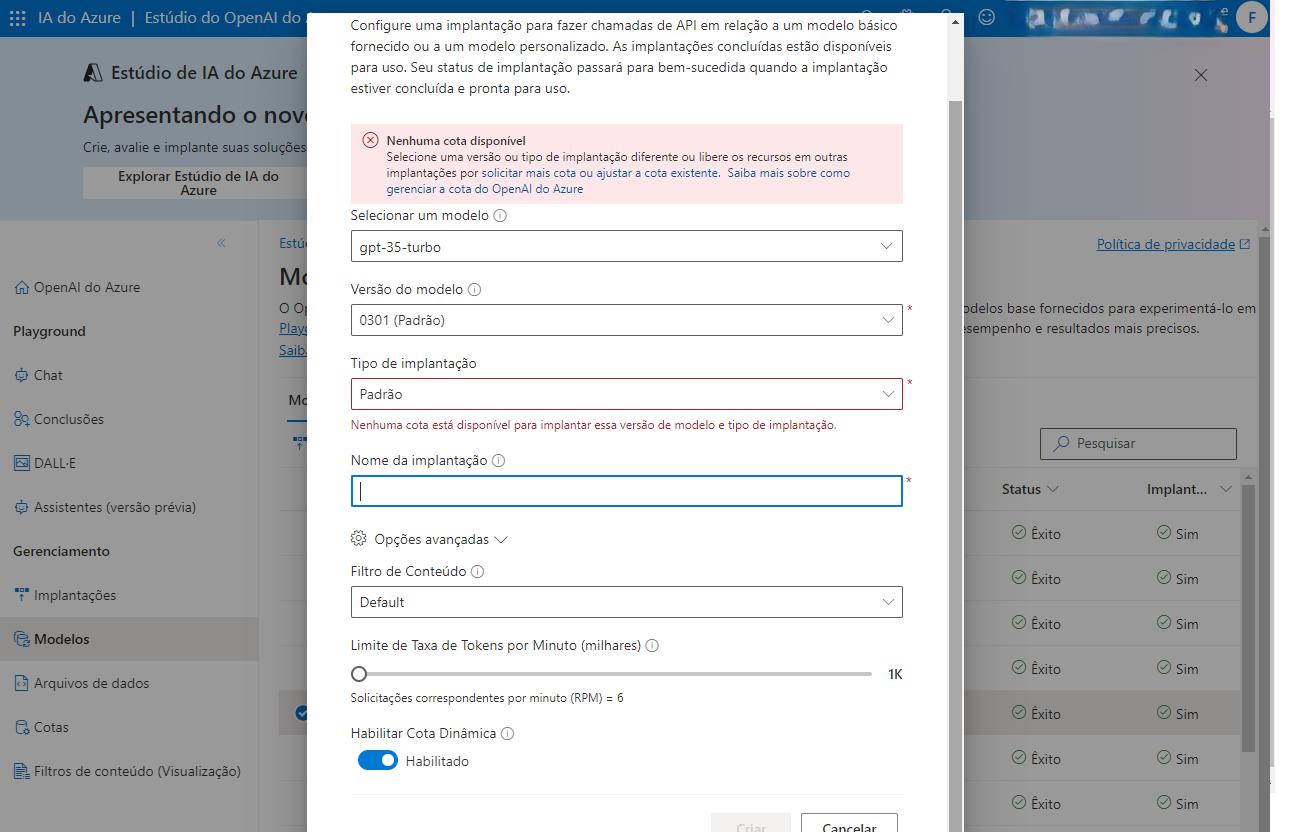 IA do Azure | Estúdio do OpenAI do
F
Estúdio de IA do Azure
Apresentando o nov
Crie, avalie e implante suas soluções
Explorar Estúdio de IA do
Azure
OpenAI do Azure
Playground
Chat
Conclusões
DALL·E
Assistentes (versão prévia)
Gerenciamento
Implantações
Modelos
Arquivos de dados
Cotas
Filtros de conteúdo (Visualização)
Estú
Mo
O Op
Playg
Saiba
Mo
Configure uma implantação para fazer chamadas de API em relação a um modelo básico
fornecido ou a um modelo personalizado. As implantações concluídas estão disponíveis
para uso. Seu status de implantação passará para bem-sucedida quando a implantação
estiver concluída e pronta para uso.
Nenhuma cota disponível
Selecione uma versão ou tipo de implantação diferente ou libere os recursos em outras
implantações por solicitar mais cota ou ajustar a cota existente. Saiba mais sobre como
gerenciar a cota do OpenAI do Azure
Selecionar um modelo
gpt-35-turbo
Versão do modelo
0301 (Padrão)
*
Tipo de implantação
Padrão
*
Nenhuma cota está disponível para implantar essa versão de modelo e tipo de implantação.
Nome da implantação
*
Opções avançadas
Filtro de Conteúdo
Default
Limite de Taxa de Tokens por Minuto (milhares)
1K
Solicitações correspondentes por minuto (RPM) = 6
Habilitar Cota Dinâmica
Habilitado
Criar
Cancelar
Política de privacidade
odelos base fornecidos para experimentá-lo em
esempenho e resultados mais precisos.
Pesquisar
Status Implant...
Êxito Sim
Êxito Sim
Êxito Sim
Êxito Sim
Êxito Sim
Êxito Sim
Êxito Sim